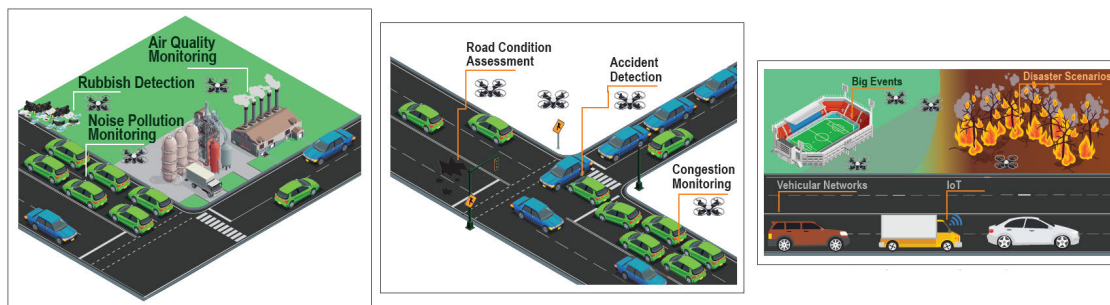 Air Quality
Monitoring
Rubbish Detection
Noise Pollution
Monitoring
Road Condition
Assessment
Accident
Detection
Congestion
Monitoring
Big Events
Disaster Scenarios
Vehicular Networks
IoT